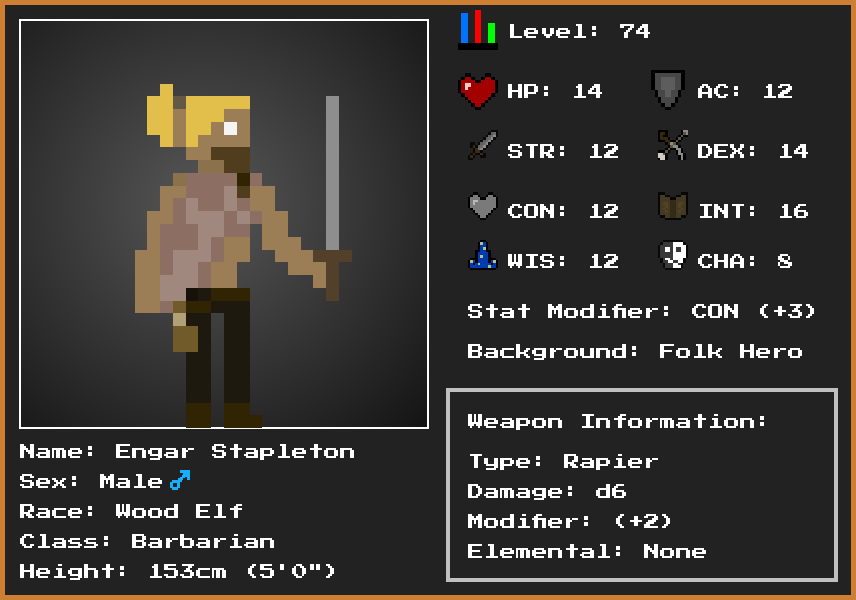 Level: 74
HP: 14 AC: 12
STR: 12 DEX: 14
CON: 12 INT: 16
WIS: 12 CHA: 8
Stat Modifier: CON (+3)
Background: Folk Hero
Weapon Information:
Type: Rapier
Damage: d6
Modifier: (+2)
Elemental: None
Name: Engar Stapleton
Sex: Male ♂
Race: Wood Elf
Class: Barbarian
Height: 153cm (5'0")